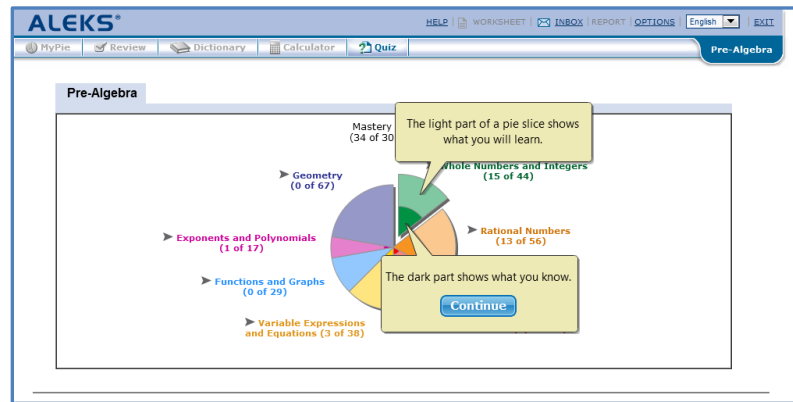 ALEKS®
HELP | WORKSHEET | INBOX | REPORT | OPTIONS | English | EXIT
MyPie | Review | Dictionary | Calculator | Quiz
Pre-Algebra
Pre-Algebra
Mastery
(34 of 30
The light part of a pie slice shows
what you will learn.
Whole Numbers and Integers
(15 of 44)
Geometry
(0 of 67)
Rational Numbers
(13 of 56)
Exponents and Polynomials
(1 of 17)
The dark part shows what you know.
Continue
Functions and Graphs
(0 of 29)
Variable Expressions
and Equations (3 of 38)